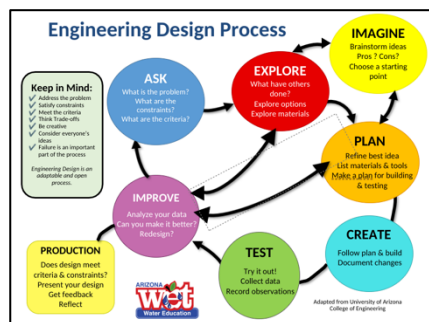 Engineering Design Process
IMAGINE
Brainstorm ideas
Pros ? Cons?
Choose a starting
point
EXPLORE
What have others
done?
Explore options
Explore materials
ASK
What is the problem?
What are the
constraints?
What are the criteria?
Keep in Mind:
Address the problem
Satisfy constraints
Meet the criteria
Think Trade-offs
Be creative
Consider everyone's
ideas
Failure is an important
part of the process
Engineering Design is an
adaptable and open
process.
PLAN
Refine best idea
List materials & tools
Make a plan for building
& testing
IMPROVE
Analyze your data
Can you make it better?
Redesign?
CREATE
Follow plan & build
Document changes
TEST
Try it out!
Collect data
Record observations
PRODUCTION
Does design meet
criteria & constraints?
Present your design
Get feedback
Reflect
ARIZONA
Wet
Water Education
Adapted from University of Arizona
College of Engineering